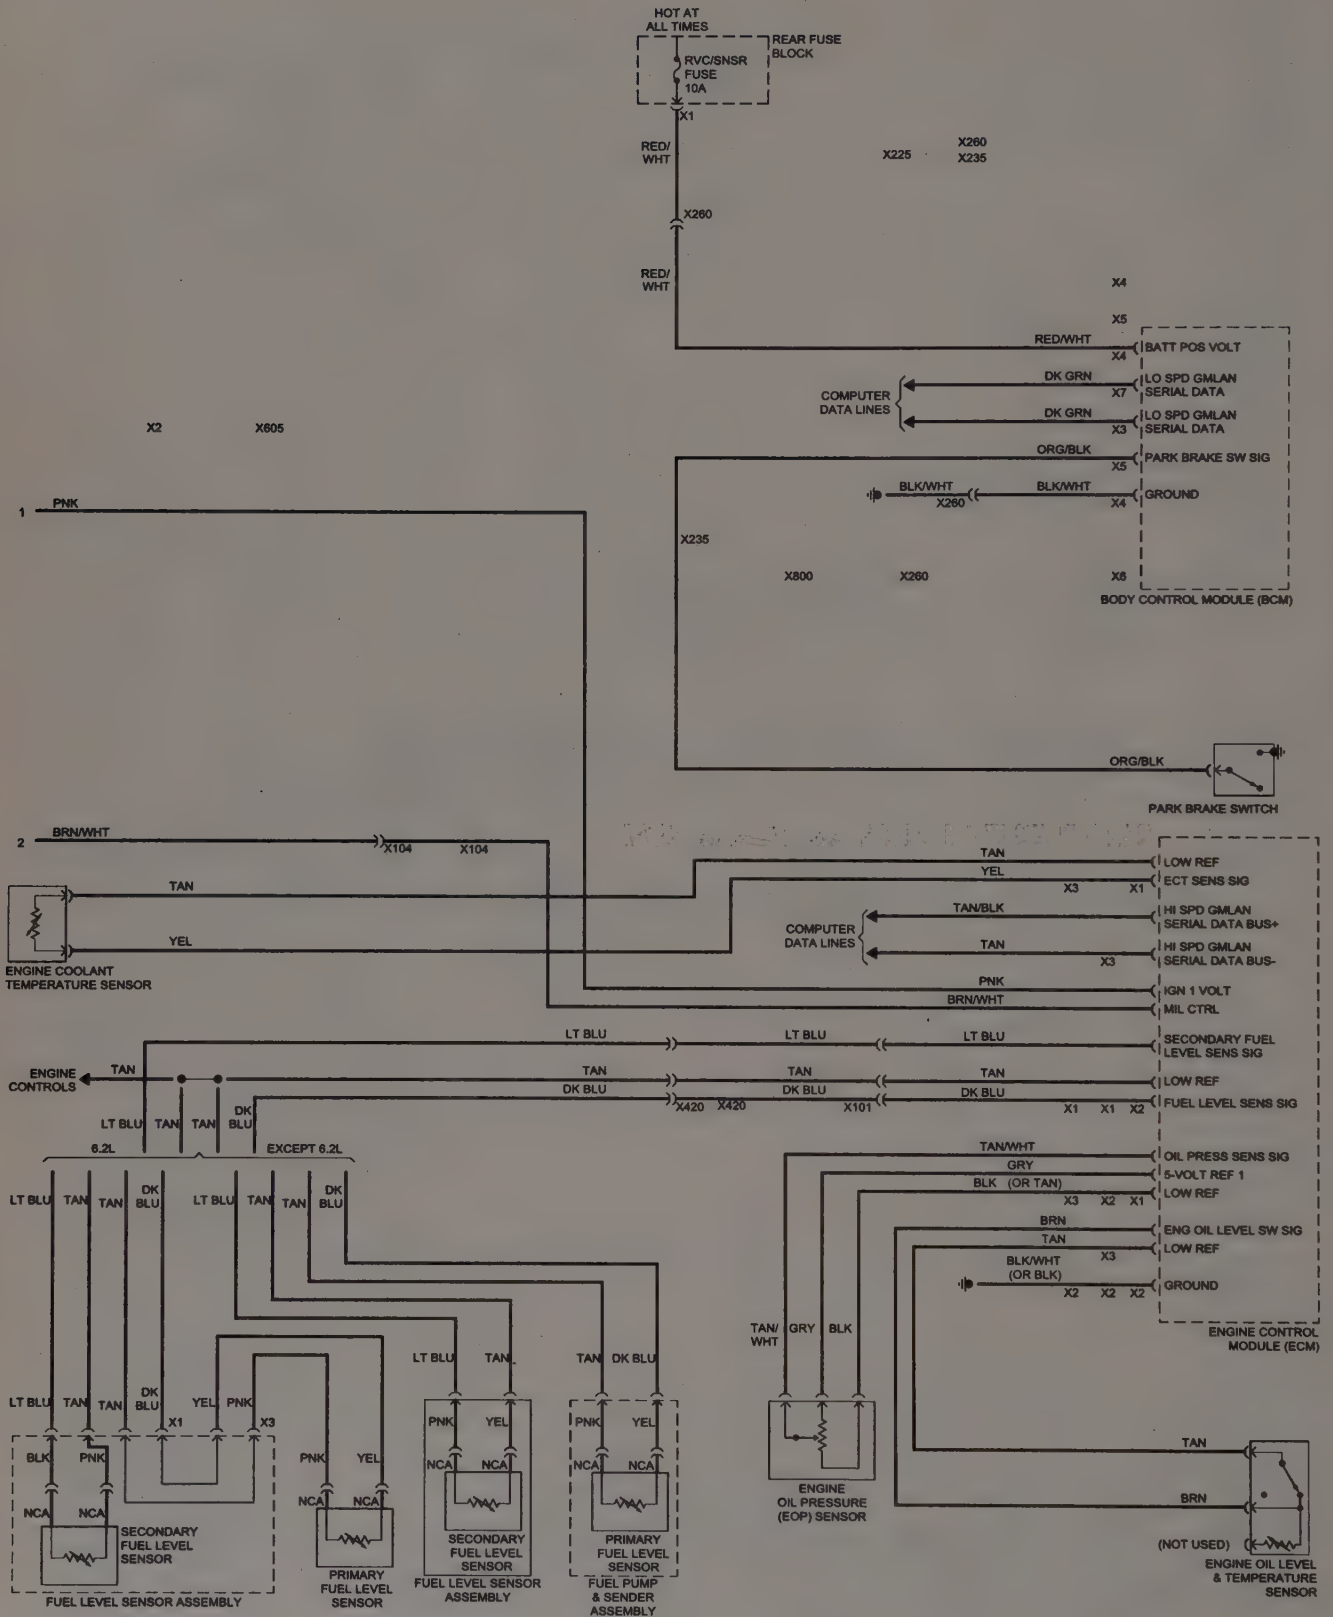 HOT AT
ALL TIMES
REAR FUSE
BLOCK
RVC/SNSR
FUSE
10A
X1
RED/
WHT
X225
X260
X235
X260
RED/
WHT
X4
X5
RED/WHT
X4
BATT POS VOLT
COMPUTER
DATA LINES
DK GRN
X7
LO SPD GMLAN
SERIAL DATA
DK GRN
X3
LO SPD GMLAN
SERIAL DATA
X2
X605
ORG/BLK
X5
PARK BRAKE SW SIG
BLK/WHT
X260
BLK/WHT
X4
GROUND
1
PNK
X235
X800
X260
X6
BODY CONTROL MODULE (BCM)
ORG/BLK
PARK BRAKE SWITCH
2
BRN/WHT
X104
X104
TAN
LOW REF
YEL
X3
X1
ECT SENS SIG
TAN
YEL
ENGINE COOLANT
TEMPERATURE SENSOR
COMPUTER
DATA LINES
TAN/BLK
HI SPD GMLAN
SERIAL DATA BUS+
TAN
X3
HI SPD GMLAN
SERIAL DATA BUS-
PNK
IGN 1 VOLT
BRN/WHT
MIL CTRL
LT BLU
LT BLU
LT BLU
SECONDARY FUEL
LEVEL SENS SIG
ENGINE
CONTROLS
TAN
TAN
TAN
TAN
LOW REF
DK BLU
X420
X420
DK BLU
X101
DK BLU
X1
X1
X2
FUEL LEVEL SENS SIG
LT BLU
TAN
TAN
DK
BLU
6.2L
EXCEPT 6.2L
TAN/WHT
OIL PRESS SENS SIG
GRY
5-VOLT REF 1
BLK (OR TAN)
X3
X2
X1
LOW REF
LT BLU
TAN
TAN
DK
BLU
LT BLU
TAN
TAN
DK
BLU
BRN
ENG OIL LEVEL SW SIG
TAN
X3
LOW REF
BLK/WHT
(OR BLK)
X2
X2
X2
GROUND
ENGINE CONTROL
MODULE (ECM)
TAN/
WHT
GRY
BLK
LT BLU
TAN
TAN
DK BLU
LT BLU
TAN
TAN
DK
BLU
X1
YEL
PNK
X3
BLK
PNK
PNK
YEL
PNK
YEL
PNK
YEL
NCA
NCA
NCA
NCA
NCA
NCA
NCA
NCA
SECONDARY
FUEL LEVEL
SENSOR
FUEL LEVEL SENSOR ASSEMBLY
PRIMARY
FUEL LEVEL
SENSOR
SECONDARY
FUEL LEVEL
SENSOR
FUEL LEVEL SENSOR
ASSEMBLY
PRIMARY
FUEL LEVEL
SENSOR
FUEL PUMP
& SENDER
ASSEMBLY
ENGINE
OIL PRESSURE
(EOP) SENSOR
TAN
BRN
(NOT USED)
ENGINE OIL LEVEL
& TEMPERATURE
SENSOR